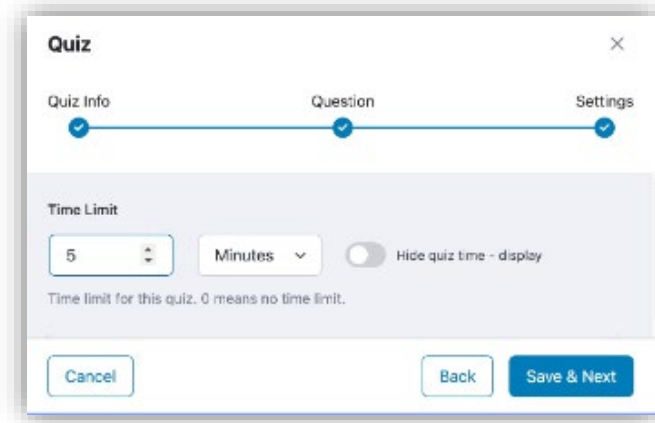 Quiz
Quiz Info Question Settings
Time Limit
5 Minutes Hide quiz time - display
Time limit for this quiz. 0 means no time limit.
Cancel Back Save & Next